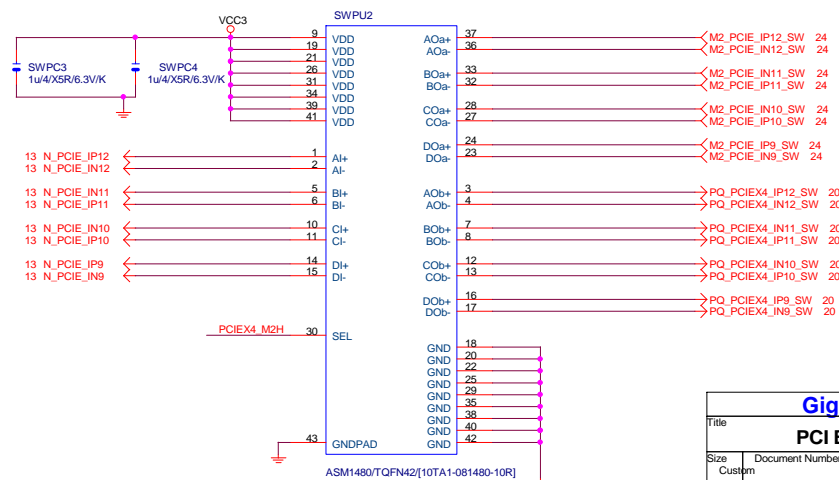 SWPU2
VCC3
SWPC3
1u/4/X5R/6.3V/K
SWPC4
1u/4/X5R/6.3V/K
9 VDD
19 VDD
21 VDD
26 VDD
31 VDD
34 VDD
39 VDD
41 VDD
AOa+ 37 M2_PCIE_IP12_SW 24
AOa- 36 M2_PCIE_IN12_SW 24
BOa+ 33 M2_PCIE_IN11_SW 24
BOa- 32 M2_PCIE_IP11_SW 24
COa+ 28 M2_PCIE_IN10_SW 24
COa- 27 M2_PCIE_IP10_SW 24
DOa+ 24 M2_PCIE_IP9_SW 24
DOa- 23 M2_PCIE_IN9_SW 24
13 N_PCIE_IP12 1 AI+
13 N_PCIE_IN12 2 AI-
13 N_PCIE_IN11 5 BI+
13 N_PCIE_IP11 6 BI-
13 N_PCIE_IN10 10 CI+
13 N_PCIE_IP10 11 CI-
13 N_PCIE_IP9 14 DI+
13 N_PCIE_IN9 15 DI-
AOb+ 3 PQ_PCIEX4_IP12_SW 20
AOb- 4 PQ_PCIEX4_IN12_SW 20
BOb+ 7 PQ_PCIEX4_IN11_SW 20
BOb- 8 PQ_PCIEX4_IP11_SW 20
COb+ 12 PQ_PCIEX4_IN10_SW 20
COb- 13 PQ_PCIEX4_IP10_SW 20
DOb+ 16 PQ_PCIEX4_IP9_SW 20
DOb- 17 PQ_PCIEX4_IN9_SW 20
PCIEX4_M2H 30 SEL
GND 18
GND 20
GND 22
GND 25
GND 29
GND 35
GND 38
GND 40
GND 42
43 GNDPAD
ASM1480/TQFN42/[10TA1-081480-10R]
Gig
Title
PCI E
Size Document Number
Custom